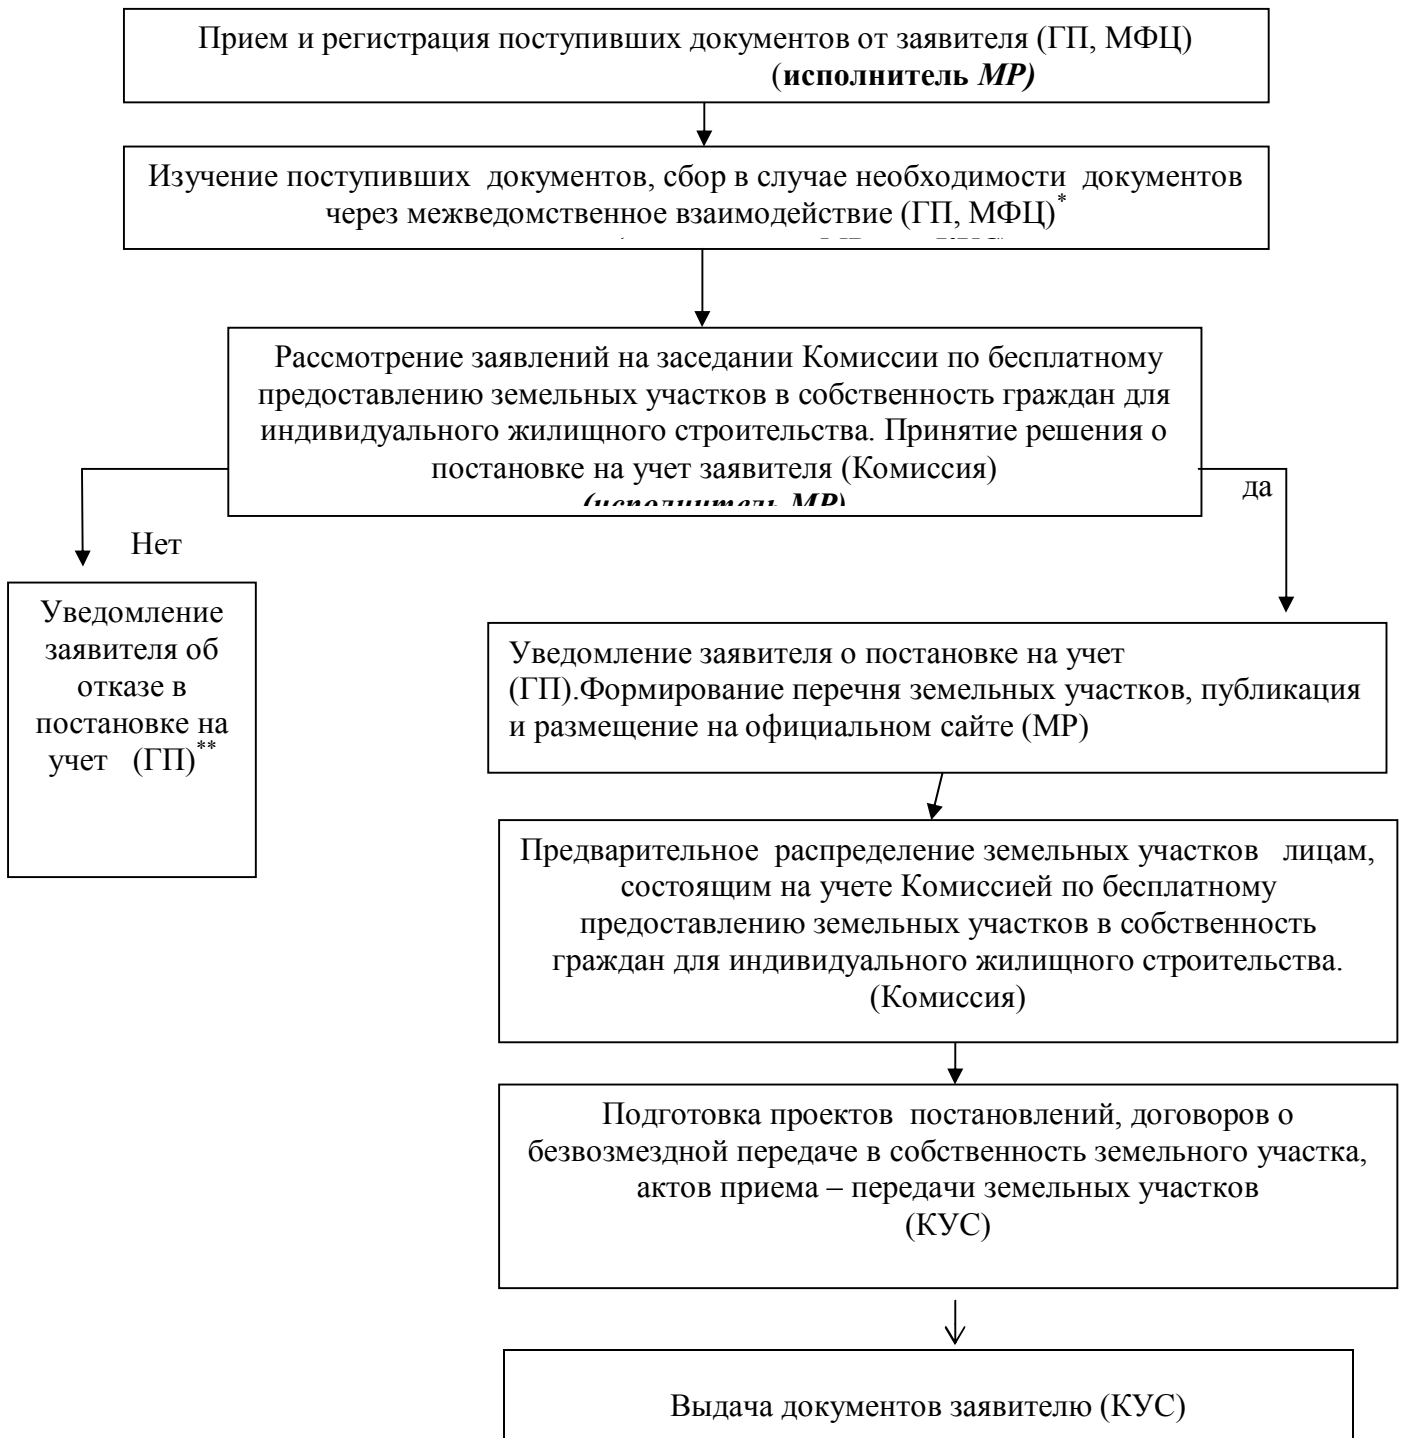 Прием и регистрация поступивших документов от заявителя (ГП, МФЦ)
(исполнитель МР)
Изучение поступивших документов, сбор в случае необходимости документов
через межведомственное взаимодействие (ГП, МФЦ)*
Рассмотрение заявлений на заседании Комиссии по бесплатному
предоставлению земельных участков в собственность граждан для
индивидуального жилищного строительства. Принятие решения о
постановке на учет заявителя (Комиссия)
(исполнитель МР)
да
Нет
Уведомление
заявителя об
отказе в
постановке на
учет (ГП)**
Уведомление заявителя о постановке на учет
(ГП).Формирование перечня земельных участков, публикация
и размещение на официальном сайте (МР)
Предварительное распределение земельных участков лицам,
состоящим на учете Комиссией по бесплатному
предоставлению земельных участков в собственность
граждан для индивидуального жилищного строительства.
(Комиссия)
Подготовка проектов постановлений, договоров о
безвозмездной передаче в собственность земельного участка,
актов приема – передачи земельных участков
(КУС)
Выдача документов заявителю (КУС)